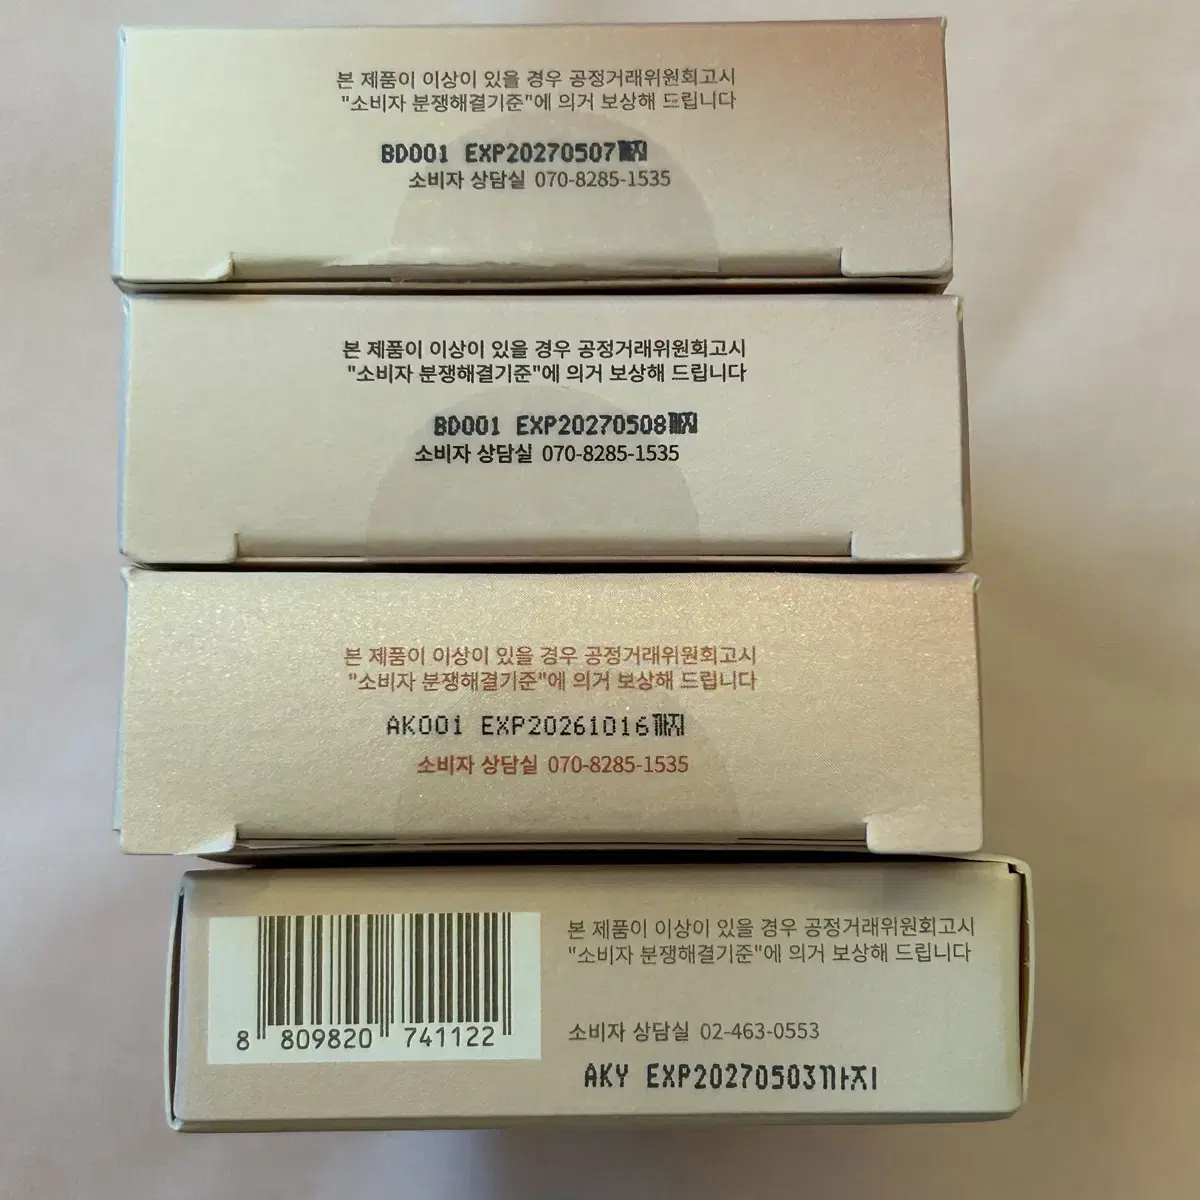 본 제품이 이상이 있을 경우 공정거래위원회고시
"소비자 분쟁해결기준"에 의거 보상해 드립니다
BD001 EXP20270507까지
소비자 상담실 070-8285-1535
본 제품이 이상이 있을 경우 공정거래위원회고시
"소비자 분쟁해결기준"에 의거 보상해 드립니다
BD001 EXP20270508까지
소비자 상담실 070-8285-1535
본 제품이 이상이 있을 경우 공정거래위원회고시
"소비자 분쟁해결기준"에 의거 보상해 드립니다
AK001 EXP20261016까지
소비자 상담실 070-8285-1535
본 제품이 이상이 있을 경우 공정거래위원회고시
"소비자 분쟁해결기준"에 의거 보상해 드립니다
소비자 상담실 02-463-0553
AKY EXP20270503까지
8 809820 741122